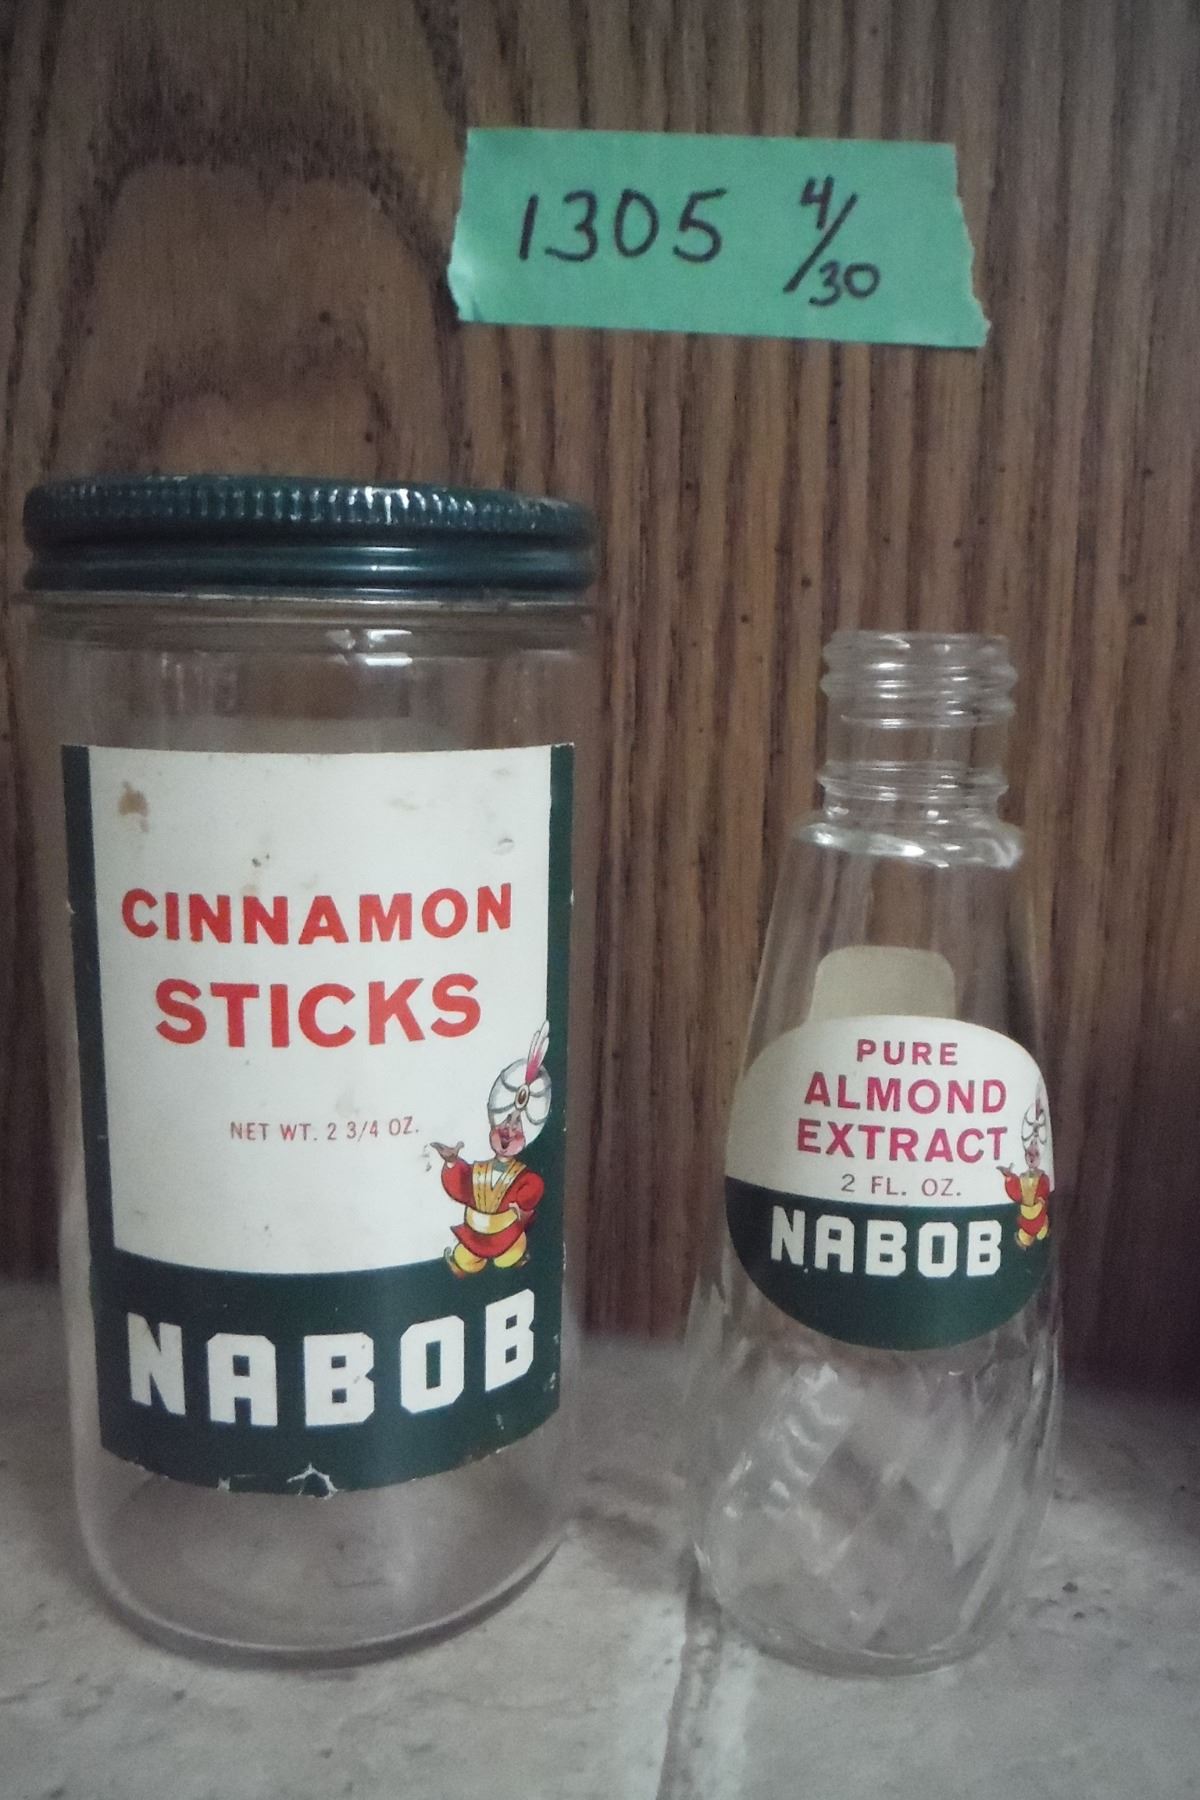 1305 4/30
CINNAMON
STICKS
NET WT. 2 3/4 OZ.
NABOB
PURE
ALMOND
EXTRACT
2 FL. OZ.
NABOB